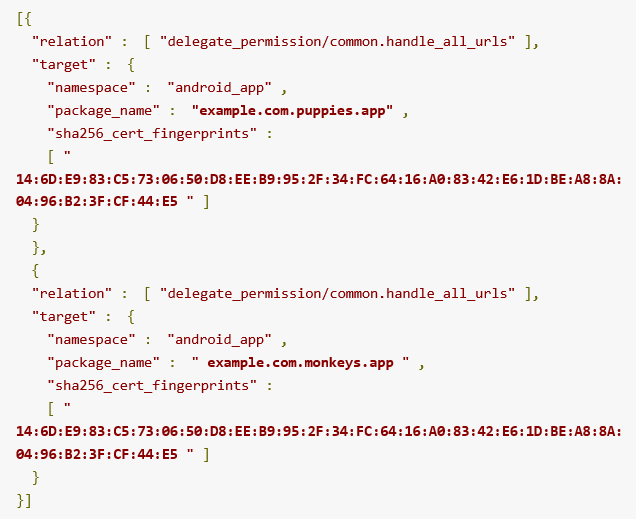 [{
"relation" : [ "delegate_permission/common.handle_all_urls" ],
"target" : {
"namespace" : "android_app" ,
"package_name" : "example.com.puppies.app" ,
"sha256_cert_fingerprints" :
[ "
14:6D:E9:83:C5:73:06:50:D8:EE:B9:95:2F:34:FC:64:16:A0:83:42:E6:1D:BE:A8:8A:
04:96:B2:3F:CF:44:E5 " ]
}
},
{
"relation" : [ "delegate_permission/common.handle_all_urls" ],
"target" : {
"namespace" : "android_app" ,
"package_name" : " example.com.monkeys.app " ,
"sha256_cert_fingerprints" :
[ "
14:6D:E9:83:C5:73:06:50:D8:EE:B9:95:2F:34:FC:64:16:A0:83:42:E6:1D:BE:A8:8A:
04:96:B2:3F:CF:44:E5 " ]
}
}]